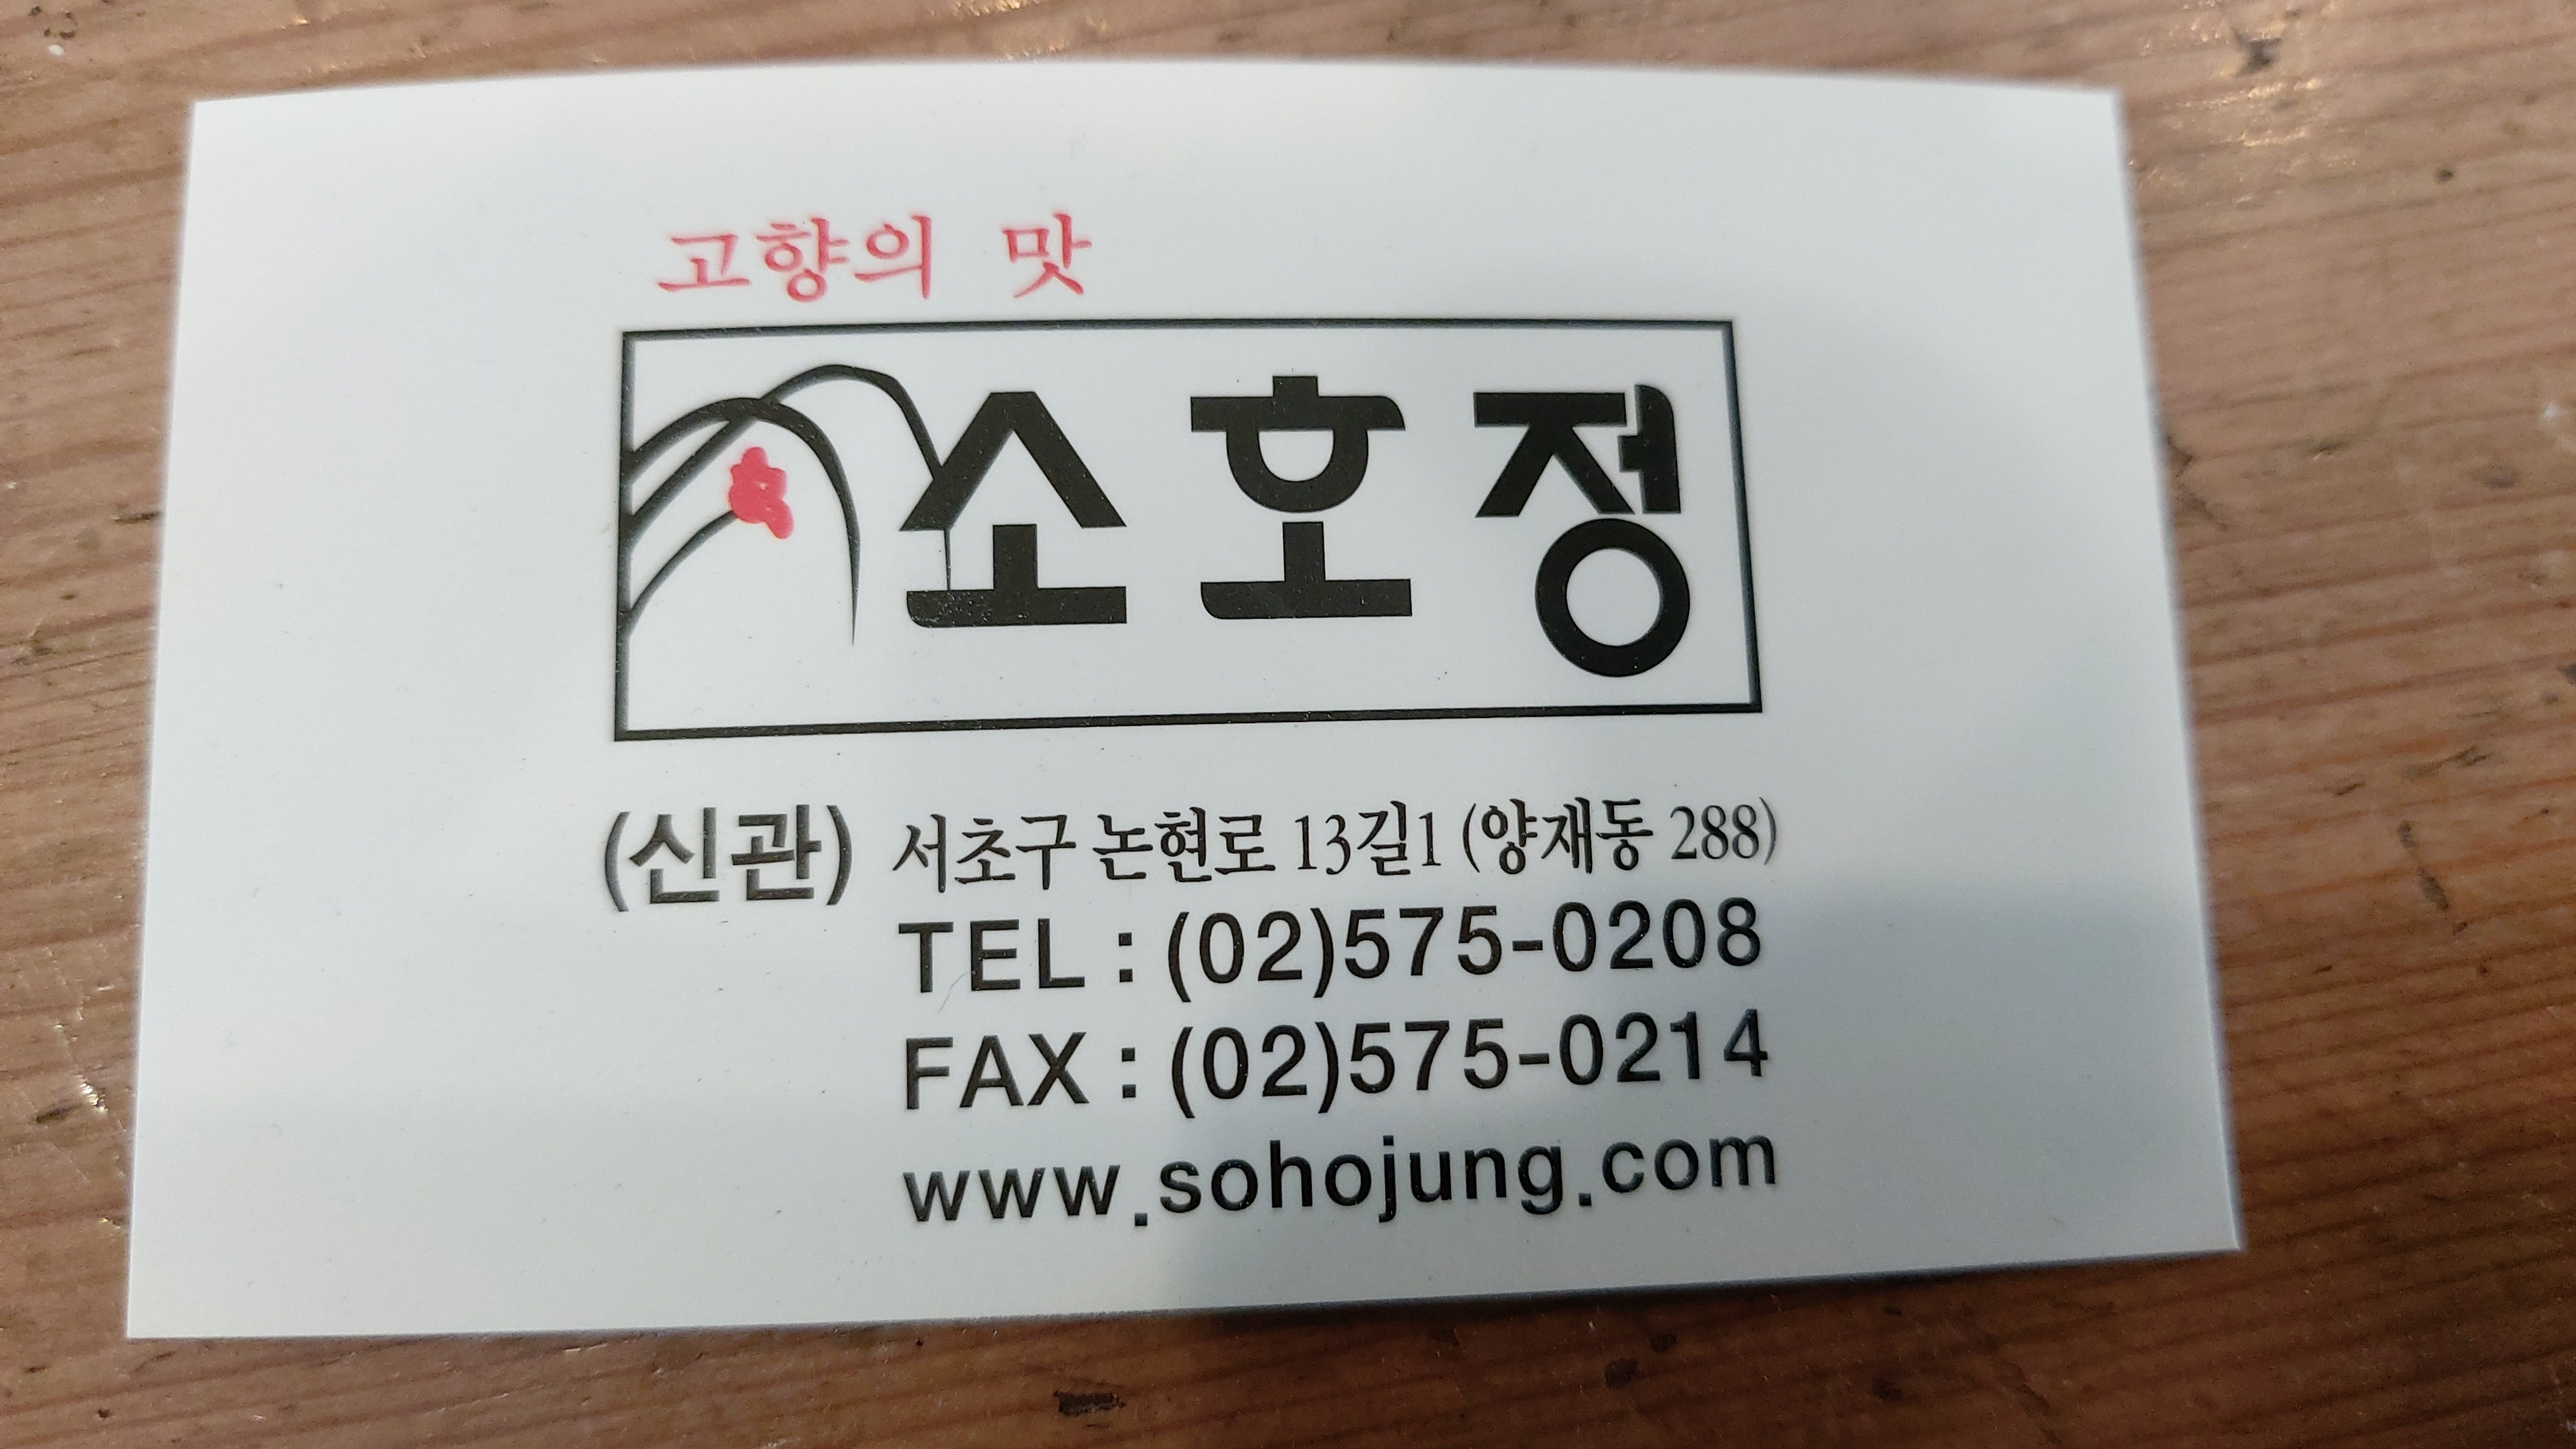 고향의 맛
소호정
(신관) 서초구 논현로 13길1 (양재동 288)
TEL : (02)575-0208
FAX : (02)575-0214
www.sohojung.com